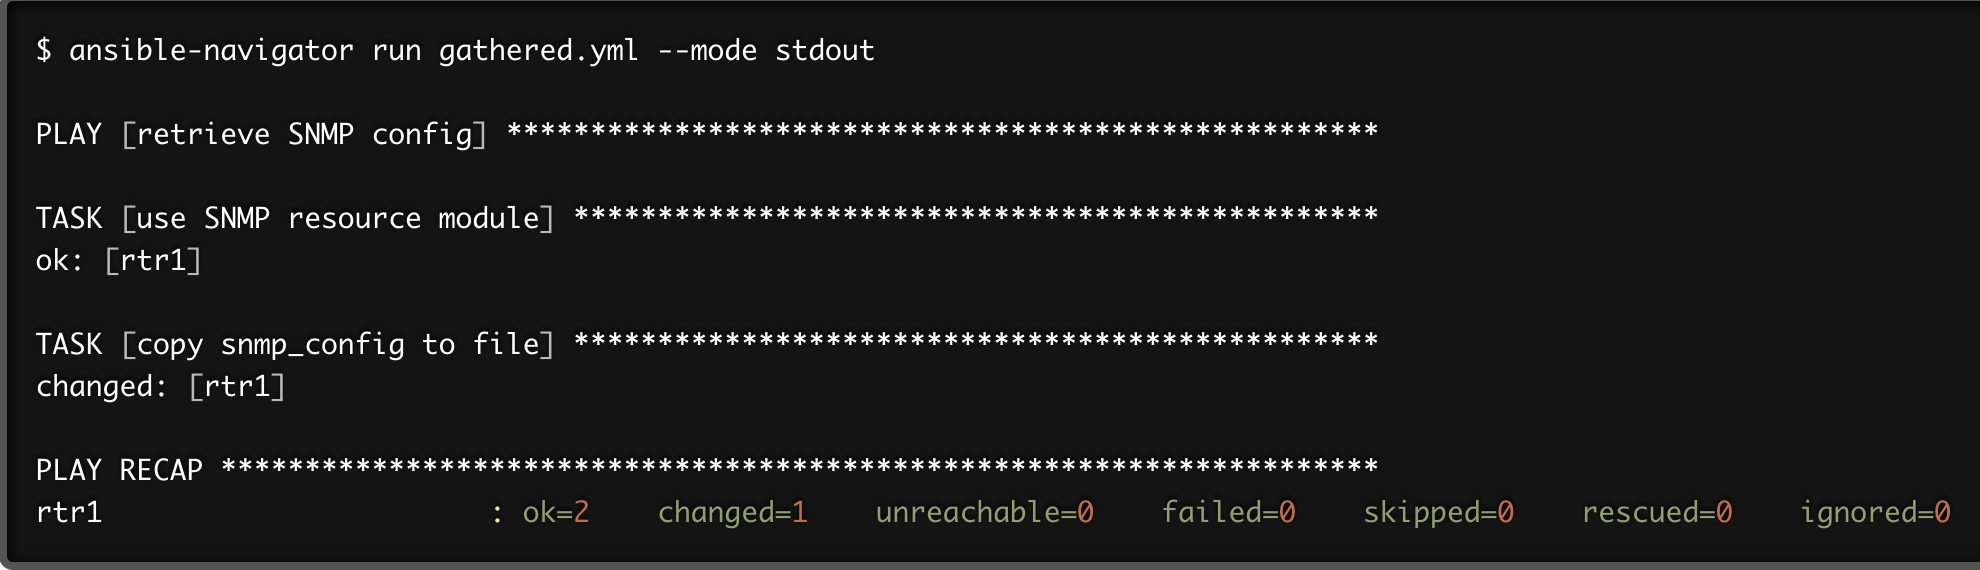 $ ansible-navigator run gathered.yml --mode stdout
PLAY [retrieve SNMP config] ****************************************************
TASK [use SNMP resource module] ************************************************
ok: [rtr1]
TASK [copy snmp_config to file] ************************************************
changed: [rtr1]
PLAY RECAP *********************************************************************
rtr1                       : ok=2    changed=1    unreachable=0    failed=0    skipped=0    rescued=0    ignored=0